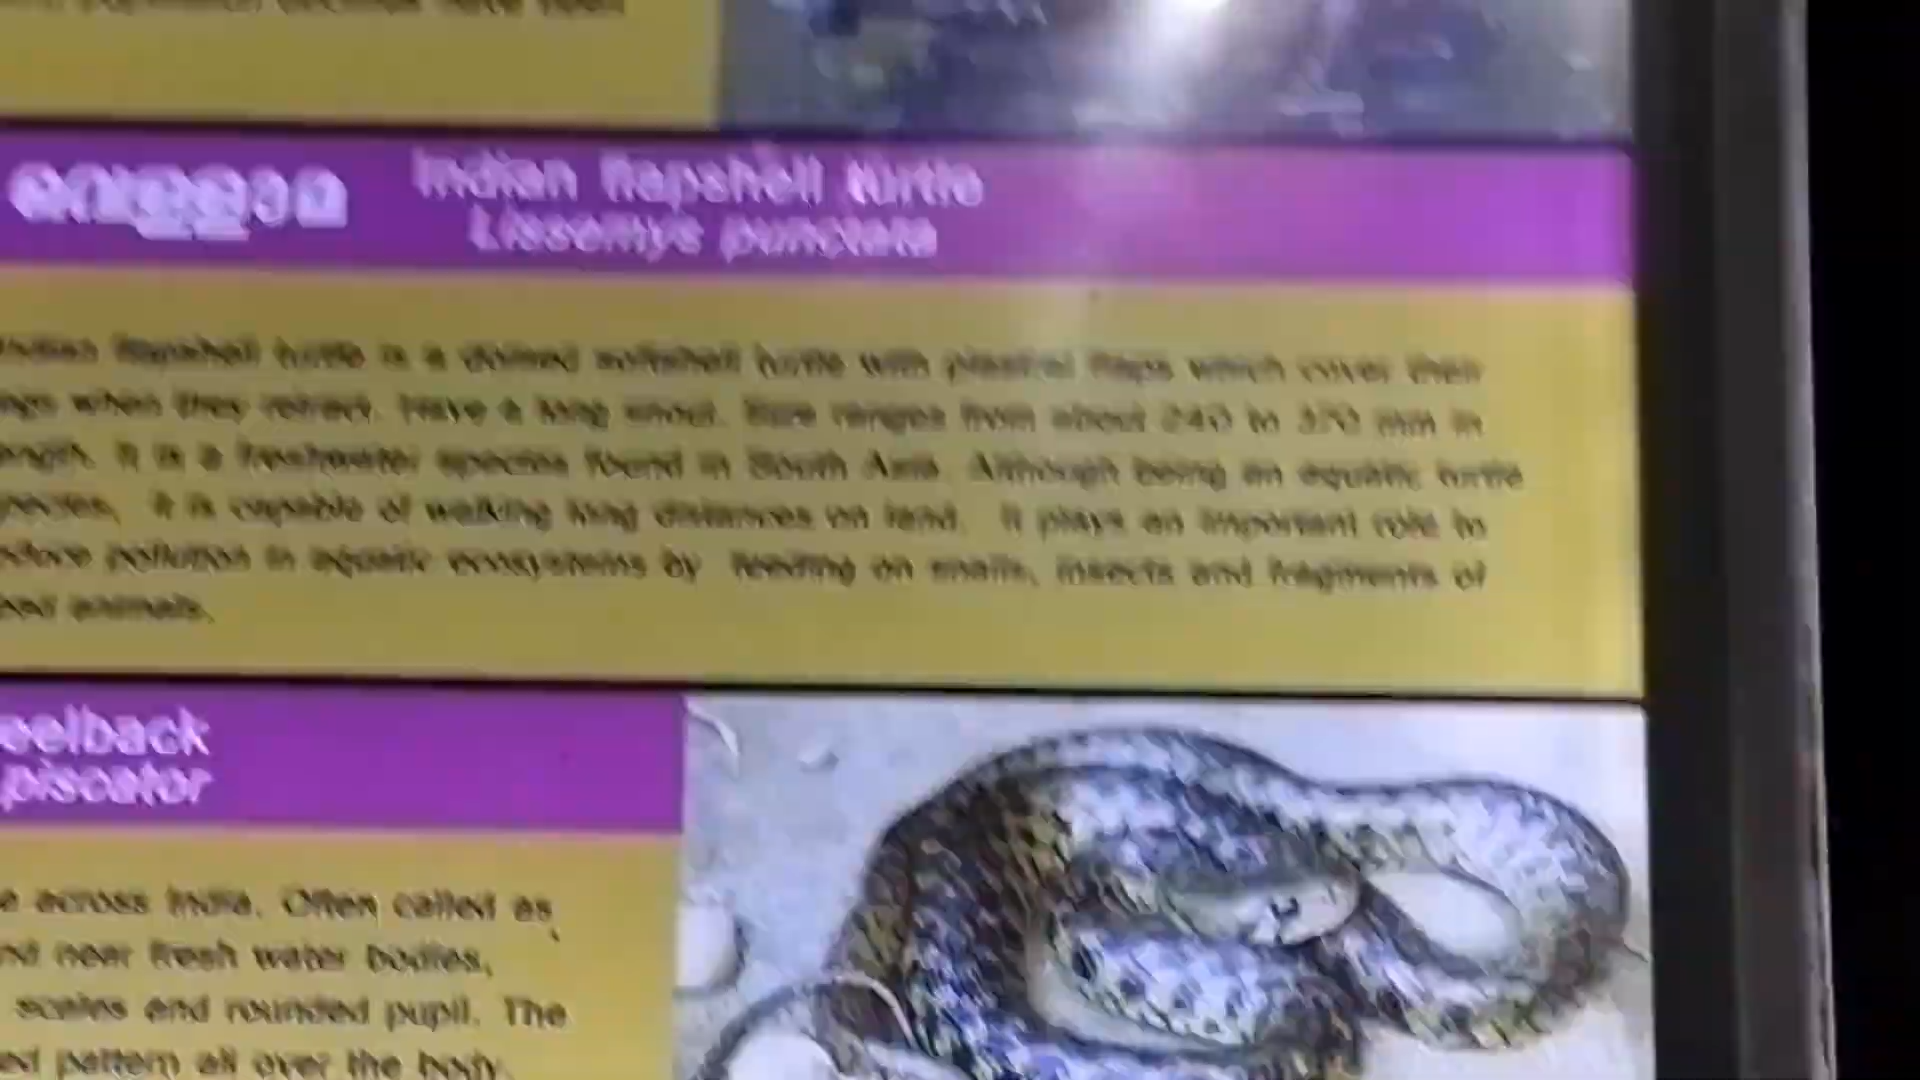 വെള്ളാമ
Indian flapshell turtle
Lissemys punctata
Indian flapshell turtle is a domed softshell turtle with plastral flaps which cover their
when they retract. Have a long snout. Size ranges from about 240 to 370 mm in
length. It is a freshwater species found in South Asia. Although being an aquatic turtle
species, it is capable of walking long distances on land. It plays an important role to
pollution in aquatic ecosystems by feeding on snails, insects and fragments of
animals.
eelback
piscator
across India. Often called as
near fresh water bodies,
scales and rounded pupil. The
pattern all over the body.